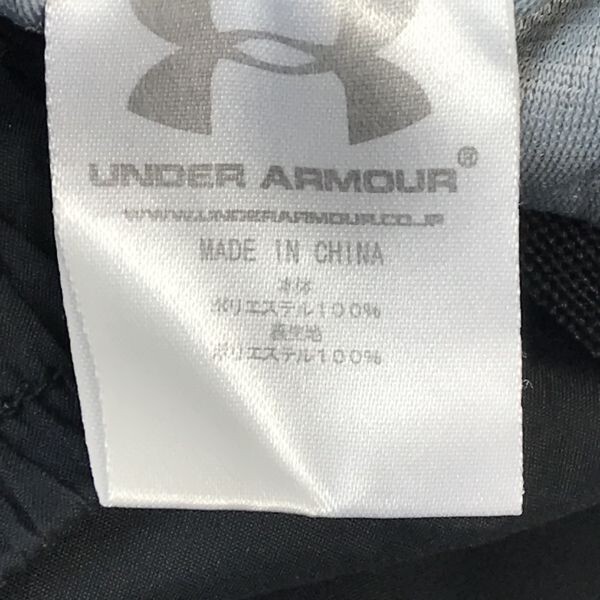 UNDER ARMOUR®
WWW.UNDERARMOUR.CO.JP
MADE IN CHINA
本体
ポリエステル100%
裏生地
ポリエステル100%